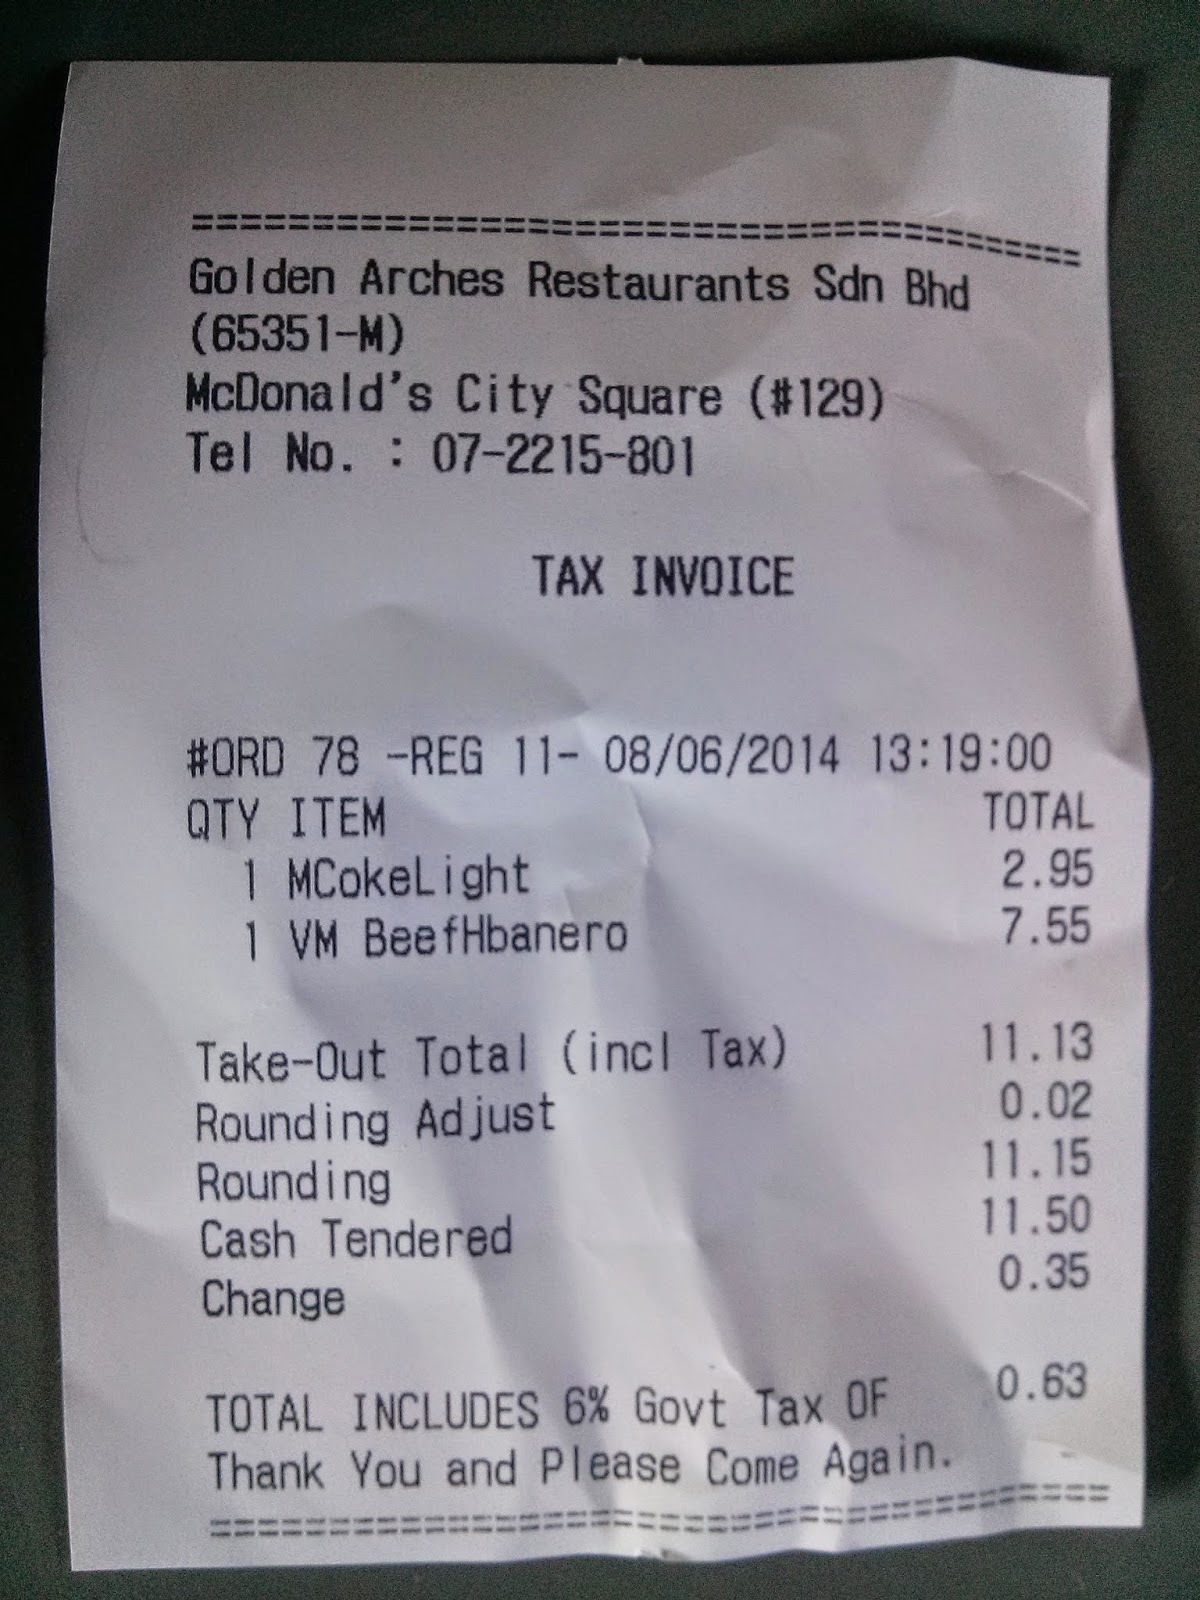 ==============================================
Golden Arches Restaurants Sdn Bhd
(65351-M)
McDonald's City Square (#129)
Tel No. : 07-2215-801
TAX INVOICE
#ORD 78 -REG 11- 08/06/2014 13:19:00
QTY ITEM TOTAL
1 MCokeLight 2.95
1 VM BeefHbanero 7.55
Take-Out Total (incl Tax) 11.13
Rounding Adjust 0.02
Rounding 11.15
Cash Tendered 11.50
Change 0.35
TOTAL INCLUDES 6% Govt Tax OF 0.63
Thank You and Please Come Again.
==============================================